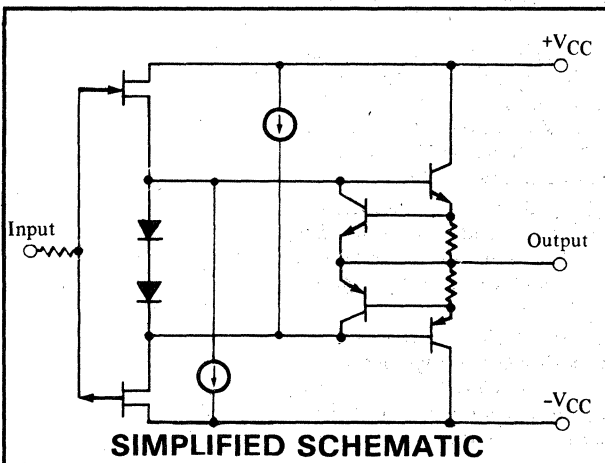 +VCC
Input
Output
-VCC
SIMPLIFIED SCHEMATIC